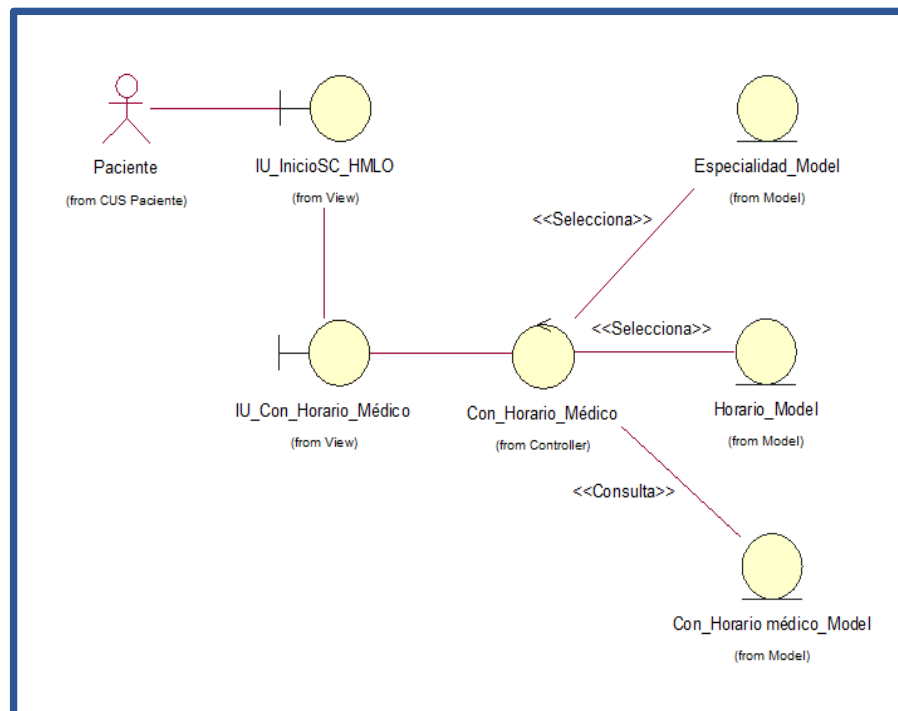 Paciente
(from CUS Paciente)
IU_InicioSC_HMLO
(from View)
Especialidad_Model
(from Model)
<<Selecciona>>
<<Selecciona>>
IU_Con_Horario_Médico
(from View)
Con_Horario_Médico
(from Controller)
Horario_Model
(from Model)
<<Consulta>>
Con_Horario médico_Model
(from Model)